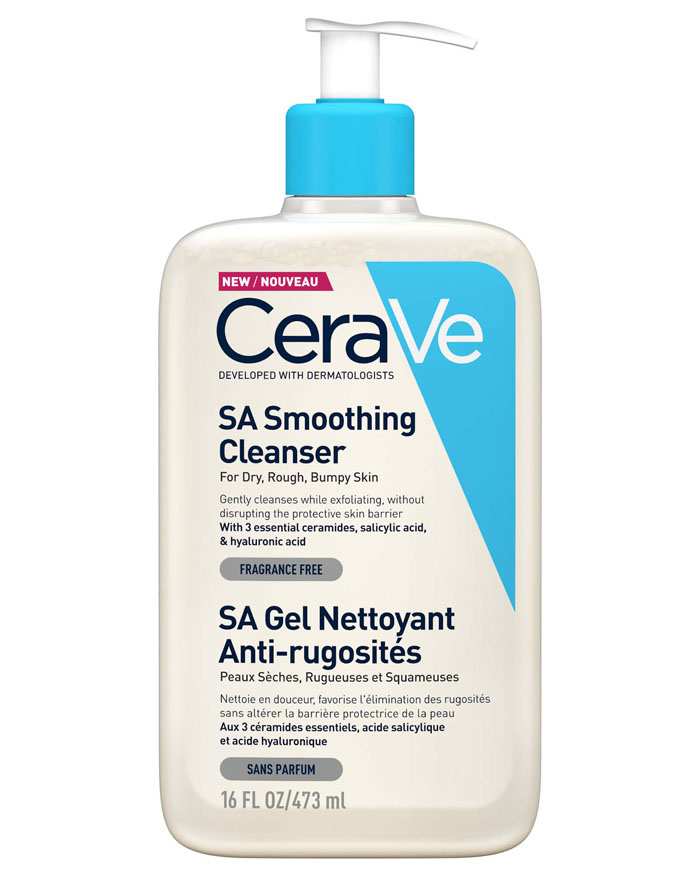 NEW / NOUVEAU
CeraVe
DEVELOPED WITH DERMATOLOGISTS
SA Smoothing
Cleanser
For Dry, Rough, Bumpy Skin
Gently cleanses while exfoliating, without
disrupting the protective skin barrier
With 3 essential ceramides, salicylic acid,
& hyaluronic acid
FRAGRANCE FREE
SA Gel Nettoyant
Anti-rugosités
Peaux Sèches, Rugueuses et Squameuses
Nettoie en douceur, favorise l'élimination des rugosités
sans altérer la barrière protectrice de la peau
Aux 3 céramides essentiels, acide salicylique
et acide hyaluronique
SANS PARFUM
16 FL OZ/473 ml